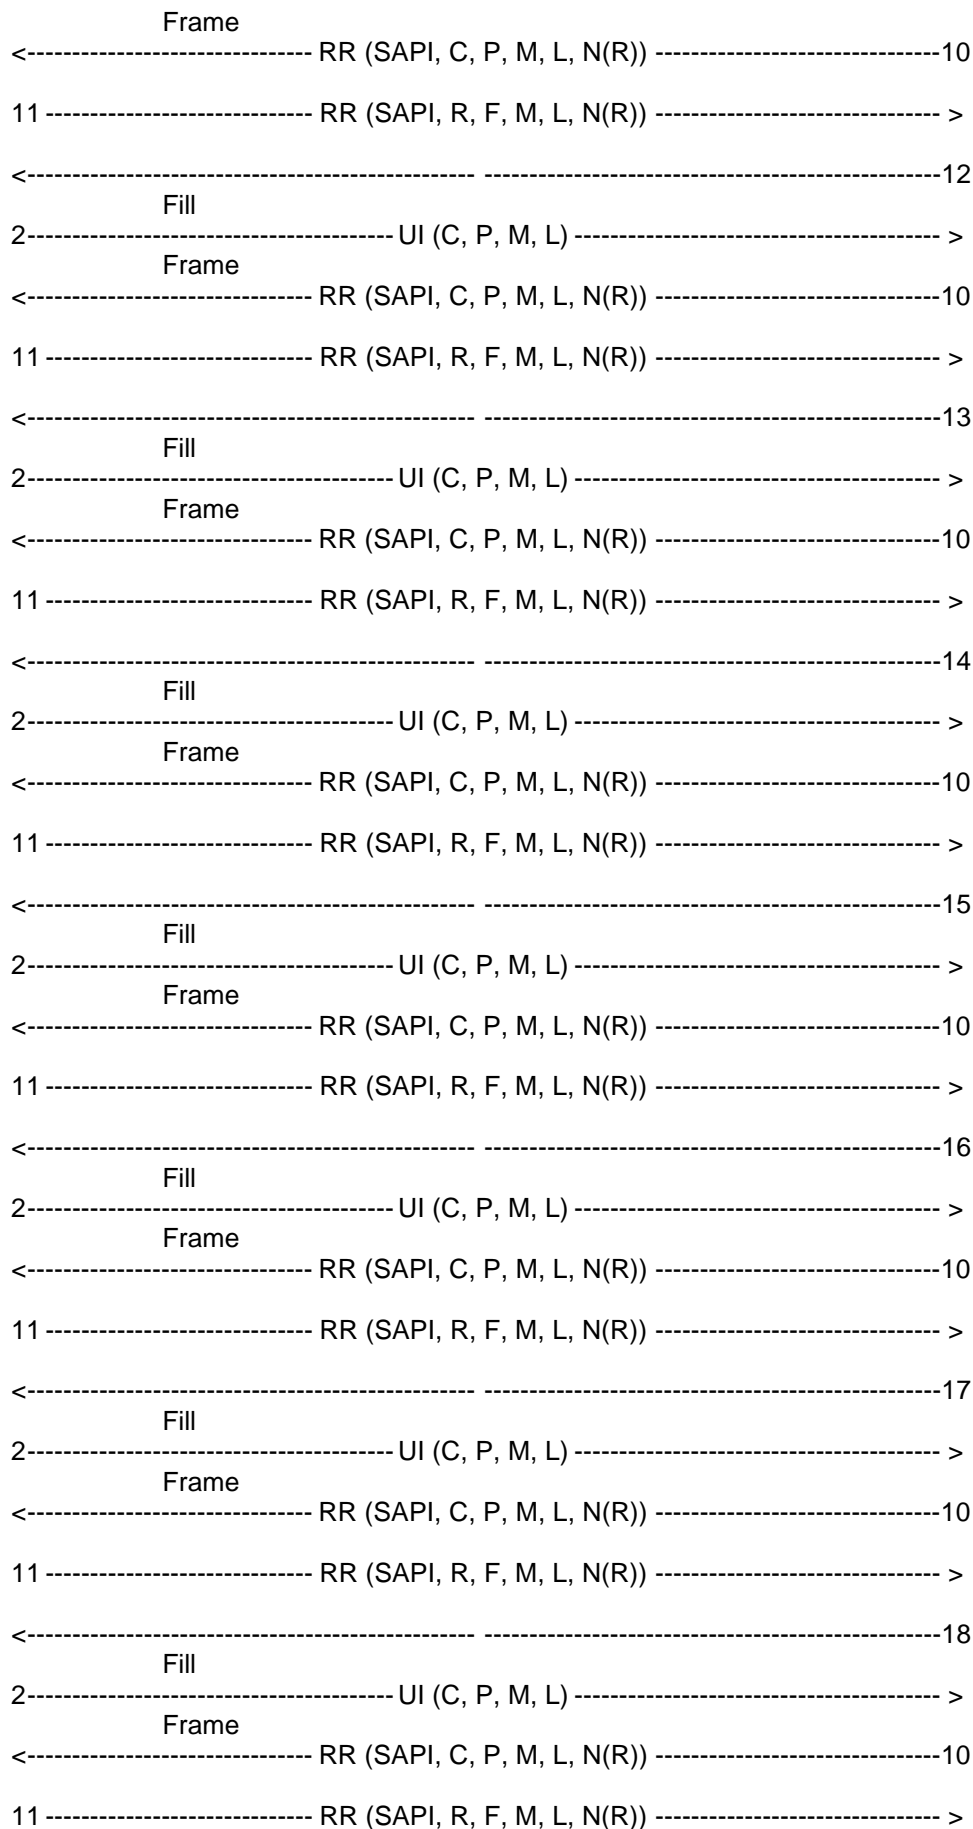 Frame
<-------------------------------- RR (SAPI, C, P, M, L, N(R)) --------------------------------10
11 ------------------------------ RR (SAPI, R, F, M, L, N(R)) -------------------------------- >
<-------------------------------------------------- ---------------------------------------------------12
Fill
2----------------------------------------- UI (C, P, M, L) ----------------------------------------- >
Frame
<-------------------------------- RR (SAPI, C, P, M, L, N(R)) --------------------------------10
11 ------------------------------ RR (SAPI, R, F, M, L, N(R)) -------------------------------- >
<-------------------------------------------------- ---------------------------------------------------13
Fill
2----------------------------------------- UI (C, P, M, L) ----------------------------------------- >
Frame
<-------------------------------- RR (SAPI, C, P, M, L, N(R)) --------------------------------10
11 ------------------------------ RR (SAPI, R, F, M, L, N(R)) -------------------------------- >
<-------------------------------------------------- ---------------------------------------------------14
Fill
2----------------------------------------- UI (C, P, M, L) ----------------------------------------- >
Frame
<-------------------------------- RR (SAPI, C, P, M, L, N(R)) --------------------------------10
11 ------------------------------ RR (SAPI, R, F, M, L, N(R)) -------------------------------- >
<-------------------------------------------------- ---------------------------------------------------15
Fill
2----------------------------------------- UI (C, P, M, L) ----------------------------------------- >
Frame
<-------------------------------- RR (SAPI, C, P, M, L, N(R)) --------------------------------10
11 ------------------------------ RR (SAPI, R, F, M, L, N(R)) -------------------------------- >
<-------------------------------------------------- ---------------------------------------------------16
Fill
2----------------------------------------- UI (C, P, M, L) ----------------------------------------- >
Frame
<-------------------------------- RR (SAPI, C, P, M, L, N(R)) --------------------------------10
11 ------------------------------ RR (SAPI, R, F, M, L, N(R)) -------------------------------- >
<-------------------------------------------------- ---------------------------------------------------17
Fill
2----------------------------------------- UI (C, P, M, L) ----------------------------------------- >
Frame
<-------------------------------- RR (SAPI, C, P, M, L, N(R)) --------------------------------10
11 ------------------------------ RR (SAPI, R, F, M, L, N(R)) -------------------------------- >
<-------------------------------------------------- ---------------------------------------------------18
Fill
2----------------------------------------- UI (C, P, M, L) ----------------------------------------- >
Frame
<-------------------------------- RR (SAPI, C, P, M, L, N(R)) --------------------------------10
11 ------------------------------ RR (SAPI, R, F, M, L, N(R)) -------------------------------- >